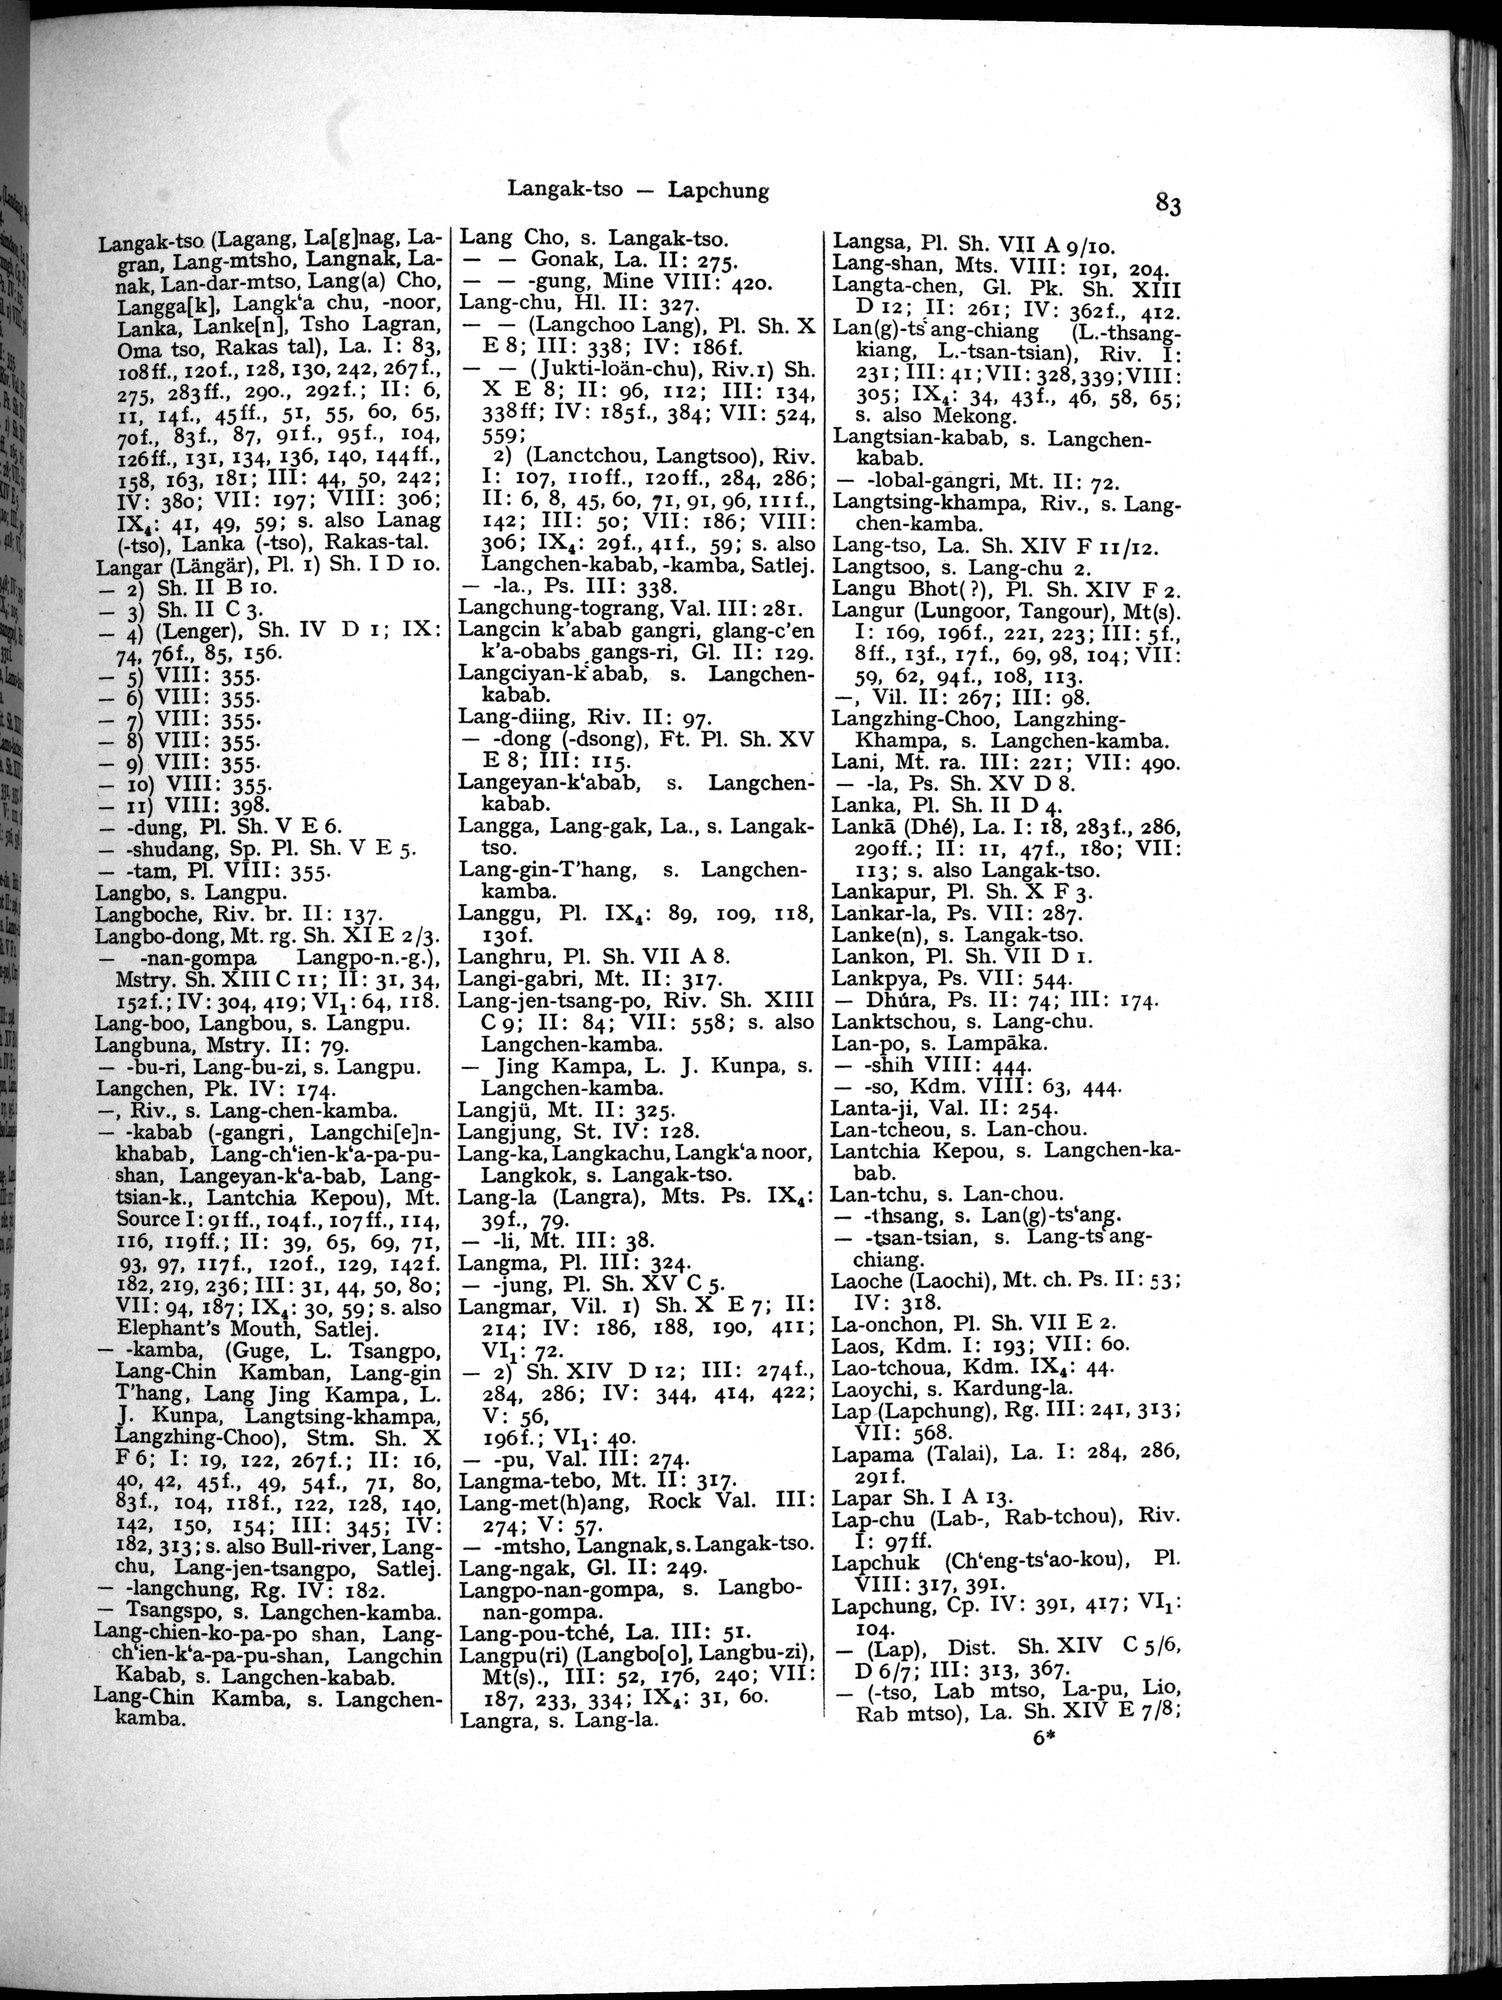 Langak-tso — Lapchung
83
Langak-tso (Lagang, La[g]nag, La-
gran, Lang-mtsho, Langnak, La-
nak, Lan-dar-mtso, Lang(a) Cho,
Langga[k], Langk‘a chu, -noor,
Lanka, Lanke[n], Tsho Lagran,
Oma tso, Rakas tal), La. I: 83,
108ff., 120f., 128, 130, 242, 267f.,
275, 283ff., 290., 292f.; II: 6,
11, 14f., 45ff., 51, 55, 60, 65,
70f., 83f., 87, 91f., 95f., 104,
126ff., 131, 134, 136, 140, 144ff.,
158, 163, 181; III: 44, 50, 242;
IV: 380; VII: 197; VIII: 306;
IX₄: 41, 49, 59; s. also Lanag
(-tso), Lanka (-tso), Rakas-tal.
Langar (Längär), Pl. 1) Sh. I D 10.
— 2) Sh. II B 10.
— 3) Sh. II C 3.
— 4) (Lenger), Sh. IV D 1; IX:
74, 76f., 85, 156.
— 5) VIII: 355.
— 6) VIII: 355.
— 7) VIII: 355.
— 8) VIII: 355.
— 9) VIII: 355.
— 10) VIII: 355.
— 11) VIII: 398.
— -dung, Pl. Sh. V E 6.
— -shudang, Sp. Pl. Sh. V E 5.
— -tam, Pl. VIII: 355.
Langbo, s. Langpu.
Langboche, Riv. br. II: 137.
Langbo-dong, Mt. rg. Sh. XI E 2/3.
— -nan-gompa Langpo-n.-g.),
Mstry. Sh. XIII C 11; II: 31, 34,
152f.; IV: 304, 419; VI₁: 64, 118.
Lang-boo, Langbou, s. Langpu.
Langbuna, Mstry. II: 79.
— -bu-ri, Lang-bu-zi, s. Langpu.
Langchen, Pk. IV: 174.
—, Riv., s. Lang-chen-kamba.
— -kabab (-gangri, Langchi[e]n-
khabab, Lang-ch‘ien-k‘a-pa-pu-
shan, Langeyan-k‘a-bab, Lang-
tsian-k., Lantchia Kepou), Mt.
Source I: 91ff., 104f., 107ff., 114,
116, 119ff.; II: 39, 65, 69, 71,
93, 97, 117f., 120f., 129, 142f.
182, 219, 236; III: 31, 44, 50, 80;
VII: 94, 187; IX₄: 30, 59; s. also
Elephant's Mouth, Satlej.
— -kamba, (Guge, L. Tsangpo,
Lang-Chin Kamban, Lang-gin
T'hang, Lang Jing Kampa, L.
J. Kunpa, Langtsing-khampa,
Langzhing-Choo), Stm. Sh. X
F 6; I: 19, 122, 267f.; II: 16,
40, 42, 45f., 49, 54f., 71, 80,
83f., 104, 118f., 122, 128, 140,
142, 150, 154; III: 345; IV:
182, 313; s. also Bull-river, Lang-
chu, Lang-jen-tsangpo, Satlej.
— -langchung, Rg. IV: 182.
— Tsangspo, s. Langchen-kamba.
Lang-chien-ko-pa-po shan, Lang-
ch‘ien-k‘a-pa-pu-shan, Langchin
Kabab, s. Langchen-kabab.
Lang-Chin Kamba, s. Langchen-
kamba.
Lang Cho, s. Langak-tso.
— — Gonak, La. II: 275.
— — -gung, Mine VIII: 420.
Lang-chu, Hl. II: 327.
— — (Langchoo Lang), Pl. Sh. X
E 8; III: 338; IV: 186f.
— — (Jukti-loän-chu), Riv. 1) Sh.
X E 8; II: 96, 112; III: 134,
338ff; IV: 185f., 384; VII: 524,
559;
2) (Lanctchou, Langtsoo), Riv.
I: 107, 110ff., 120ff., 284, 286;
II: 6, 8, 45, 60, 71, 91, 96, 111f.,
142; III: 50; VII: 186; VIII:
306; IX₄: 29f., 41f., 59; s. also
Langchen-kabab, -kamba, Satlej.
— -la., Ps. III: 338.
Langchung-tograng, Val. III: 281.
Langcin k'abab gangri, glang-c'en
k'a-obabs gangs-ri, Gl. II: 129.
Langciyan-k‘abab, s. Langchen-
kabab.
Lang-diing, Riv. II: 97.
— -dong (-dsong), Ft. Pl. Sh. XV
E 8; III: 115.
Langeyan-k‘abab, s. Langchen-
kabab.
Langga, Lang-gak, La., s. Langak-
tso.
Lang-gin-T'hang, s. Langchen-
kamba.
Langgu, Pl. IX₄: 89, 109, 118,
130f.
Langhru, Pl. Sh. VII A 8.
Langi-gabri, Mt. II: 317.
Lang-jen-tsang-po, Riv. Sh. XIII
C 9; II: 84; VII: 558; s. also
Langchen-kamba.
— Jing Kampa, L. J. Kunpa, s.
Langchen-kamba.
Langjü, Mt. II: 325.
Langjung, St. IV: 128.
Lang-ka, Langkachu, Langk‘a noor,
Langkok, s. Langak-tso.
Lang-la (Langra), Mts. Ps. IX₄:
39f., 79.
— -li, Mt. III: 38.
Langma, Pl. III: 324.
— -jung, Pl. Sh. XV C 5.
Langmar, Vil. 1) Sh. X E 7; II:
214; IV: 186, 188, 190, 411;
VI₁: 72.
— 2) Sh. XIV D 12; III: 274f.,
284, 286; IV: 344, 414, 422;
V: 56,
196f.; VI₁: 40.
— -pu, Val. III: 274.
Langma-tebo, Mt. II: 317.
Lang-met(h)ang, Rock Val. III:
274; V: 57.
— -mtsho, Langnak, s. Langak-tso.
Lang-ngak, Gl. II: 249.
Langpo-nan-gompa, s. Langbo-
nan-gompa.
Lang-pou-tché, La. III: 51.
Langpu(ri) (Langbo[o], Langbu-zi),
Mt(s)., III: 52, 176, 240; VII:
187, 233, 334; IX₄: 31, 60.
Langra, s. Lang-la.
Langsa, Pl. Sh. VII A 9/10.
Lang-shan, Mts. VIII: 191, 204.
Langta-chen, Gl. Pk. Sh. XIII
D 12; II: 261; IV: 362f., 412.
Lan(g)-ts‘ang-chiang (L.-thsang-
kiang, L.-tsan-tsian), Riv. I:
231; III: 41; VII: 328, 339; VIII:
305; IX₄: 34, 43f., 46, 58, 65;
s. also Mekong.
Langtsian-kabab, s. Langchen-
kabab.
— -lobal-gangri, Mt. II: 72.
Langtsing-khampa, Riv., s. Lang-
chen-kamba.
Lang-tso, La. Sh. XIV F 11/12.
Langtsoo, s. Lang-chu 2.
Langu Bhot(?), Pl. Sh. XIV F 2.
Langur (Lungoor, Tangour), Mt(s).
I: 169, 196f., 221, 223; III: 5f.,
8ff., 13f., 17f., 69, 98, 104; VII:
59, 62, 94f., 108, 113.
—, Vil. II: 267; III: 98.
Langzhing-Choo, Langzhing-
Khampa, s. Langchen-kamba.
Lani, Mt. ra. III: 221; VII: 490.
— -la, Ps. Sh. XV D 8.
Lanka, Pl. Sh. II D 4.
Lankā (Dhé), La. I: 18, 283f., 286,
290ff.; II: 11, 47f., 180; VII:
113; s. also Langak-tso.
Lankapur, Pl. Sh. X F 3.
Lankar-la, Ps. VII: 287.
Lanke(n), s. Langak-tso.
Lankon, Pl. Sh. VII D 1.
Lankpya, Ps. VII: 544.
— Dhúra, Ps. II: 74; III: 174.
Lanktschou, s. Lang-chu.
Lan-po, s. Lampāka.
— -shih VIII: 444.
— -so, Kdm. VIII: 63, 444.
Lanta-ji, Val. II: 254.
Lan-tcheou, s. Lan-chou.
Lantchia Kepou, s. Langchen-ka-
bab.
Lan-tchu, s. Lan-chou.
— -thsang, s. Lan(g)-ts‘ang.
— -tsan-tsian, s. Lang-ts‘ang-
chiang.
Laoche (Laochi), Mt. ch. Ps. II: 53;
IV: 318.
La-onchon, Pl. Sh. VII E 2.
Laos, Kdm. I: 193; VII: 60.
Lao-tchoua, Kdm. IX₄: 44.
Laoychi, s. Kardung-la.
Lap (Lapchung), Rg. III: 241, 313;
VII: 568.
Lapama (Talai), La. I: 284, 286,
291f.
Lapar Sh. I A 13.
Lap-chu (Lab-, Rab-tchou), Riv.
I: 97ff.
Lapchuk (Ch‘eng-ts‘ao-kou), Pl.
VIII: 317, 391.
Lapchung, Cp. IV: 391, 417; VI₁:
104.
— (Lap), Dist. Sh. XIV C 5/6,
D 6/7; III: 313, 367.
— (-tso, Lab mtso, La-pu, Lio,
Rab mtso), La. Sh. XIV E 7/8;
6*